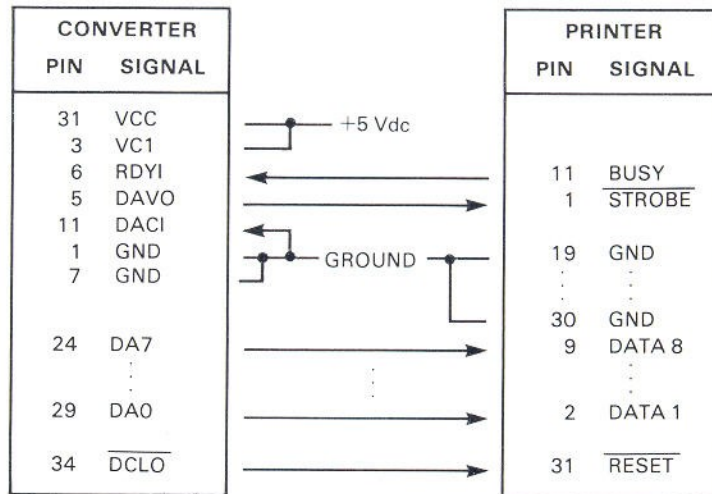 CONVERTER
PIN SIGNAL
31 VCC
3 VC1
6 RDYI
5 DAVO
11 DACI
1 GND
7 GND
24 DA7
29 DA0
34 DCLO
+5 Vdc
GROUND
PRINTER
PIN SIGNAL
11 BUSY
1 STROBE
19 GND
30 GND
9 DATA 8
2 DATA 1
31 RESET